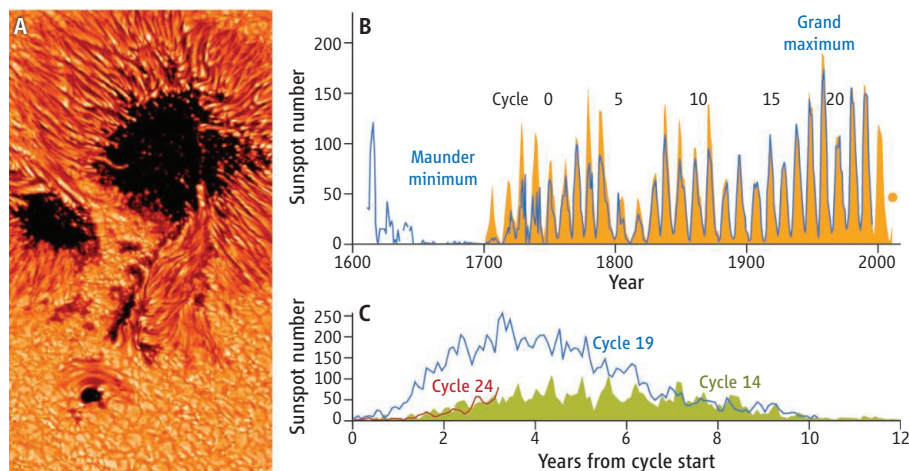 A
B
Sunspot number
200
150
100
50
0
Maunder
minimum
Cycle 0 5 10 15 20
Grand
maximum
1600 1700 1800 1900 2000
Year
C
Sunspot number
250
200
150
100
50
0
Cycle 19
Cycle 24
Cycle 14
0 2 4 6 8 10 12
Years from cycle start